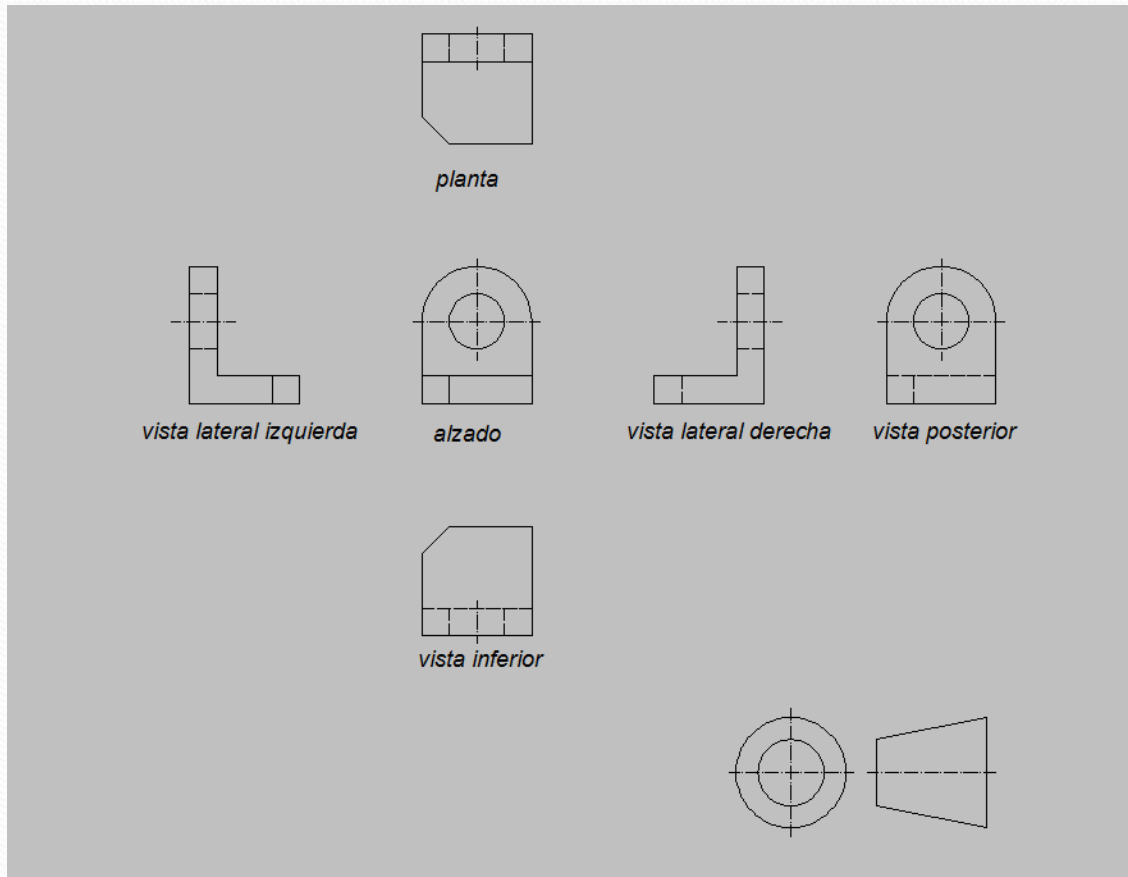 planta
vista lateral izquierda
alzado
vista lateral derecha
vista posterior
vista inferior